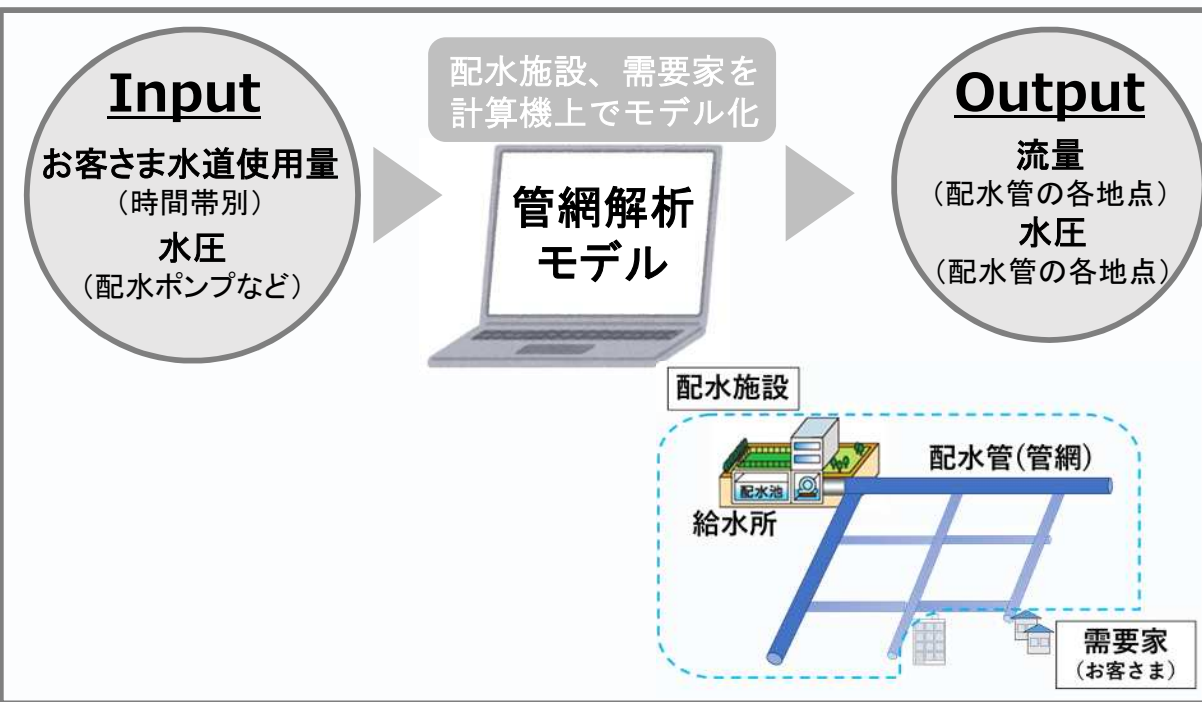 Input
お客さま水道使用量
（時間帯別）
水圧
（配水ポンプなど）
配水施設、需要家を
計算機上でモデル化
管網解析
モデル
Output
流量
（配水管の各地点）
水圧
（配水管の各地点）
配水施設
配水管(管網)
配水池
給水所
需要家
（お客さま）